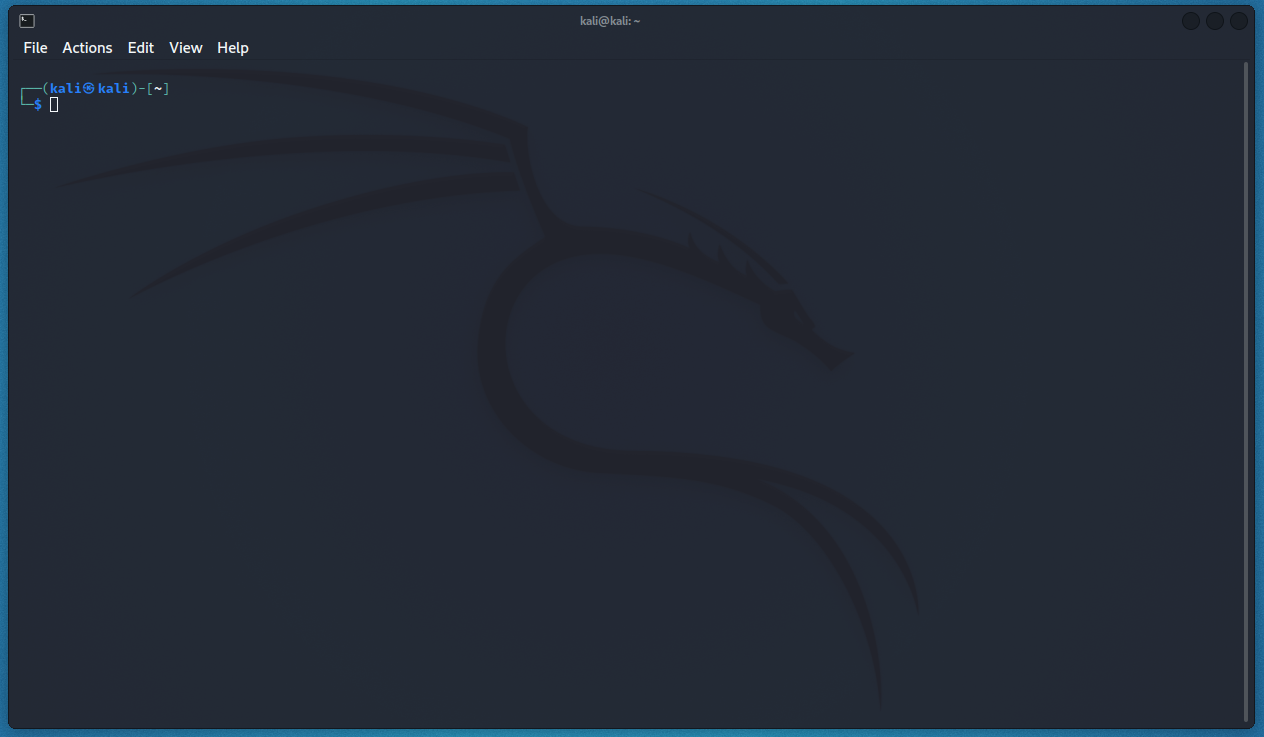 kali@kali: ~
File Actions Edit View Help
┌──(kali㉿kali)-[~]
└─$